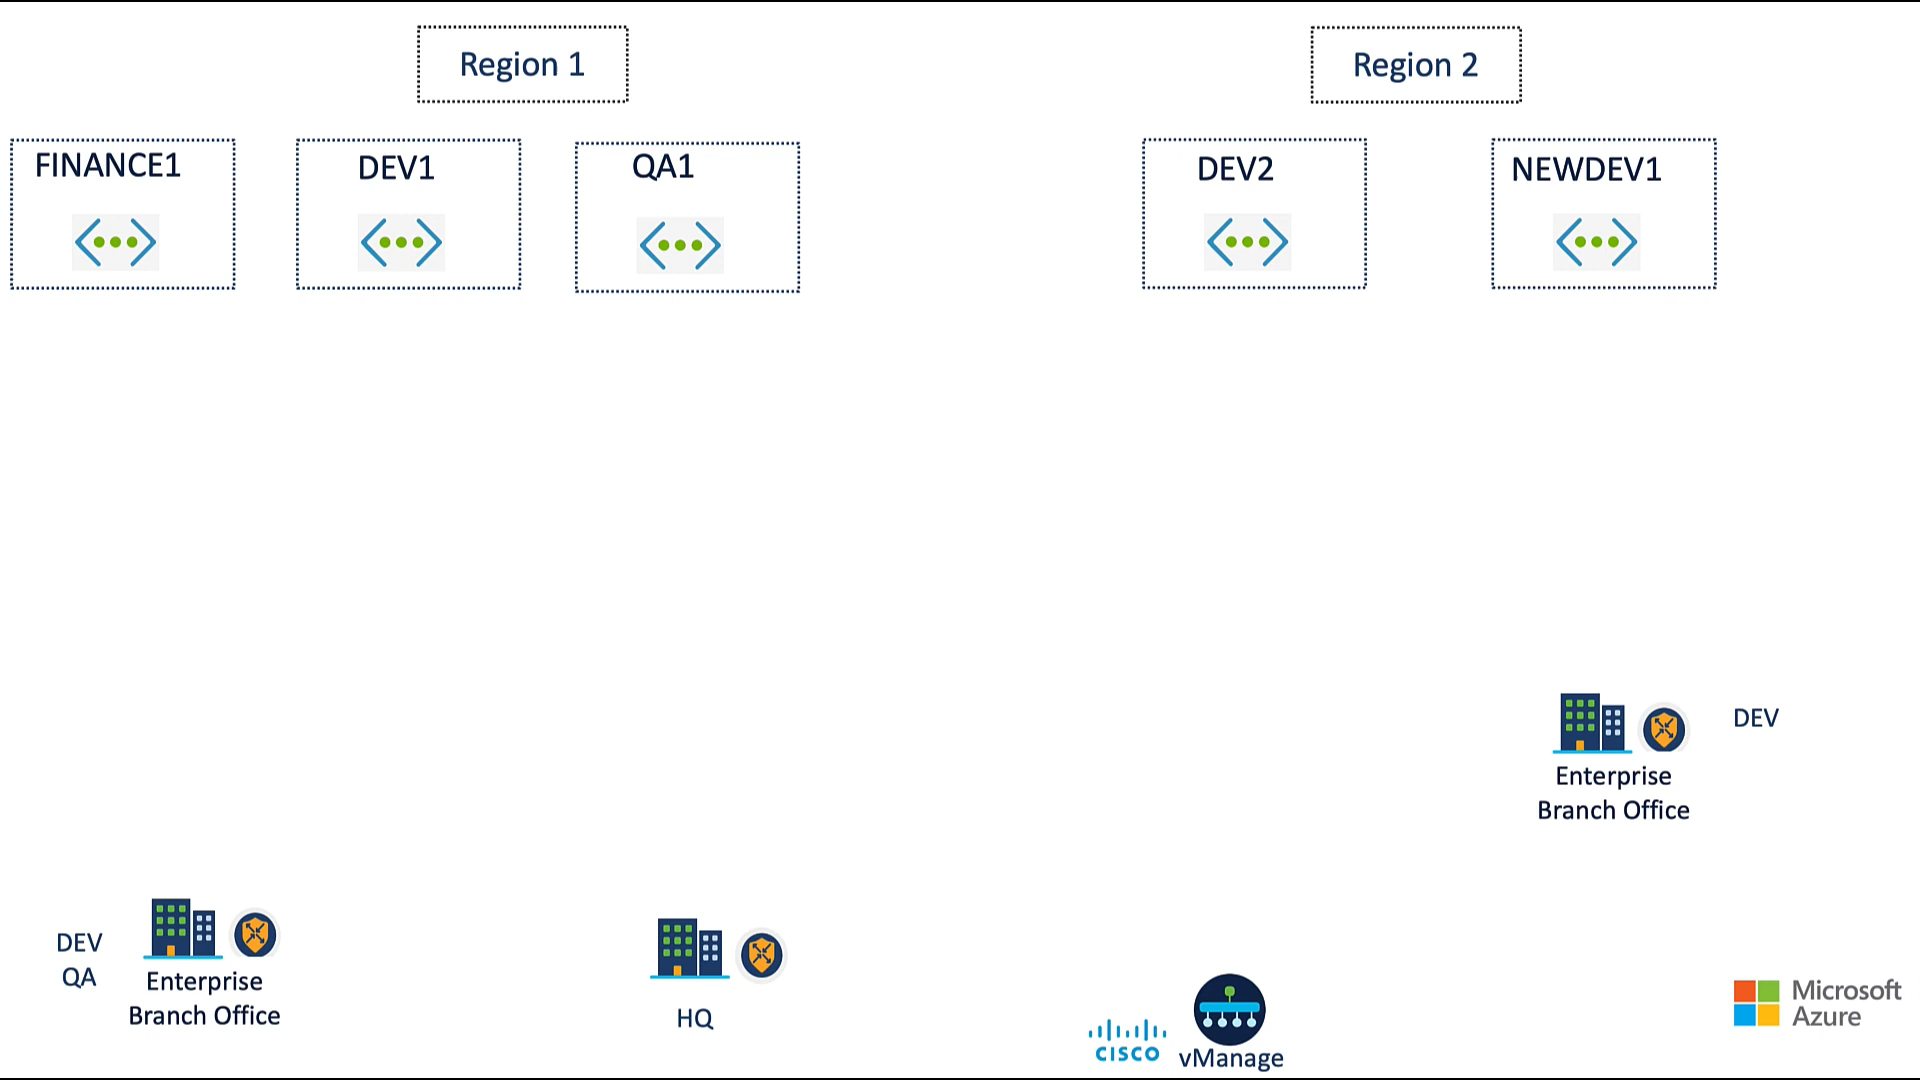 Region 1
Region 2
FINANCE1
DEV1
QA1
DEV2
NEWDEV1
DEV
Enterprise
Branch Office
DEV
QA
Enterprise
Branch Office
HQ
CISCO
vManage
Microsoft
Azure